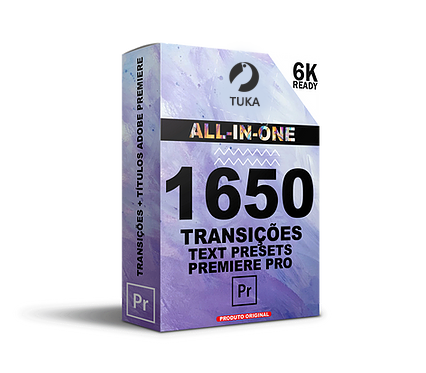 6K
READY
TUKA
ALL-IN-ONE
1650
TRANSIÇÕES
TEXT PRESETS
PREMIERE PRO
Pr
PRODUTO ORIGINAL
TRANSIÇÕES + TÍTULOS ADOBE PREMIERE
Pr